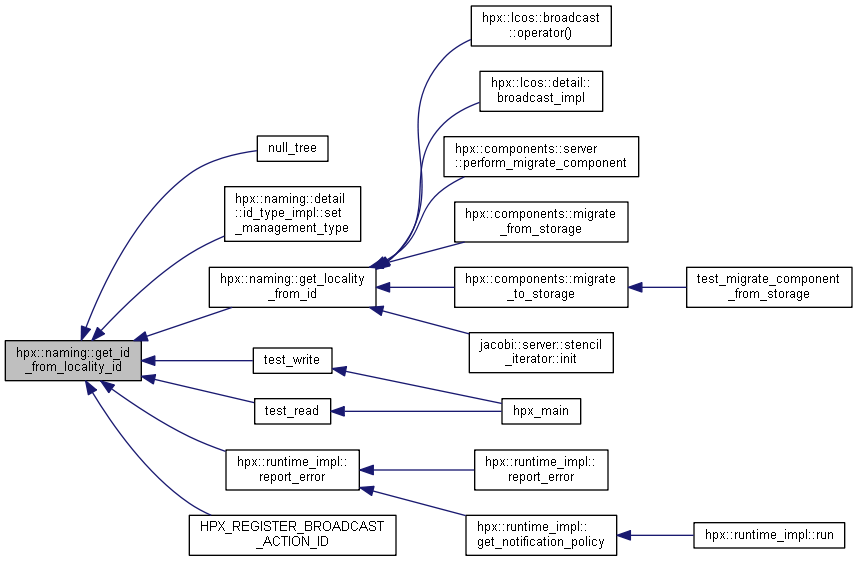 hpx::lcos::broadcast
::operator()
hpx::lcos::detail::
broadcast_impl
null_tree
hpx::components::server
::perform_migrate_component
hpx::naming::detail
::id_type_impl::set
_management_type
hpx::components::migrate
_from_storage
hpx::naming::get_locality
_from_id
hpx::components::migrate
_to_storage
test_migrate_component
_from_storage
hpx::naming::get_id
_from_locality_id
jacobi::server::stencil
_iterator::init
test_write
test_read
hpx_main
hpx::runtime_impl::
report_error
hpx::runtime_impl::
report_error
HPX_REGISTER_BROADCAST
_ACTION_ID
hpx::runtime_impl::
get_notification_policy
hpx::runtime_impl::run